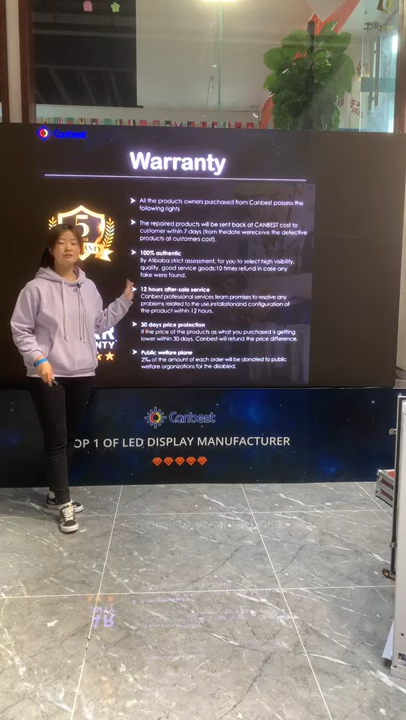 Canbest
Warranty
All the products owners purchased from Canbest possess the
following rights
The repaired products will be sent back at CANBEST cost to
customer within 7 days (from thedate wereceive the defective
products at customers cost).
100% authentic
By Alibaba strict assessment, for you to select high visibility,
quality, good service goods;10 times refund in case any
fake were found.
12 hours after-sale service
Canbest professional services team promises to resolve any
problems related to the use,installationand configuration of
the product within 12 hours.
30 days price protection
If the price of the products as what you purchased is getting
lower within 30 days, Canbest will refund the price difference.
Public welfare plane
2‰ of the amount of each order will be donated to public
welfare organizations for the disabled.
5
Canbest
OP 1 OF LED DISPLAY MANUFACTURER